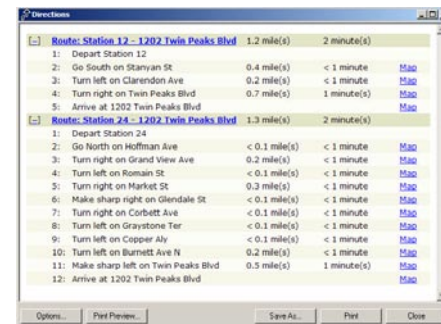 Directions
[-] Route: Station 12 - 1202 Twin Peaks Blvd 1.2 mile(s) 2 minute(s)
1: Depart Station 12
2: Go South on Stanyan St 0.4 mile(s) < 1 minute Map
3: Turn left on Clarendon Ave 0.2 mile(s) < 1 minute Map
4: Turn right on Twin Peaks Blvd 0.7 mile(s) 1 minute(s) Map
5: Arrive at 1202 Twin Peaks Blvd Map
[-] Route: Station 24 - 1202 Twin Peaks Blvd 1.3 mile(s) 2 minute(s)
1: Depart Station 24
2: Go North on Hoffman Ave < 0.1 mile(s) < 1 minute Map
3: Turn right on Grand View Ave 0.2 mile(s) < 1 minute Map
4: Turn left on Romain St < 0.1 mile(s) < 1 minute Map
5: Turn right on Market St 0.3 mile(s) < 1 minute Map
6: Make sharp right on Glendale St < 0.1 mile(s) < 1 minute Map
7: Turn right on Corbett Ave < 0.1 mile(s) < 1 minute Map
8: Turn left on Graystone Ter < 0.1 mile(s) < 1 minute Map
9: Turn left on Copper Aly < 0.1 mile(s) < 1 minute Map
10: Turn left on Burnett Ave N 0.2 mile(s) < 1 minute Map
11: Make sharp left on Twin Peaks Blvd 0.5 mile(s) 1 minute(s) Map
12: Arrive at 1202 Twin Peaks Blvd Map
Options... Print Preview... Save As... Print Close